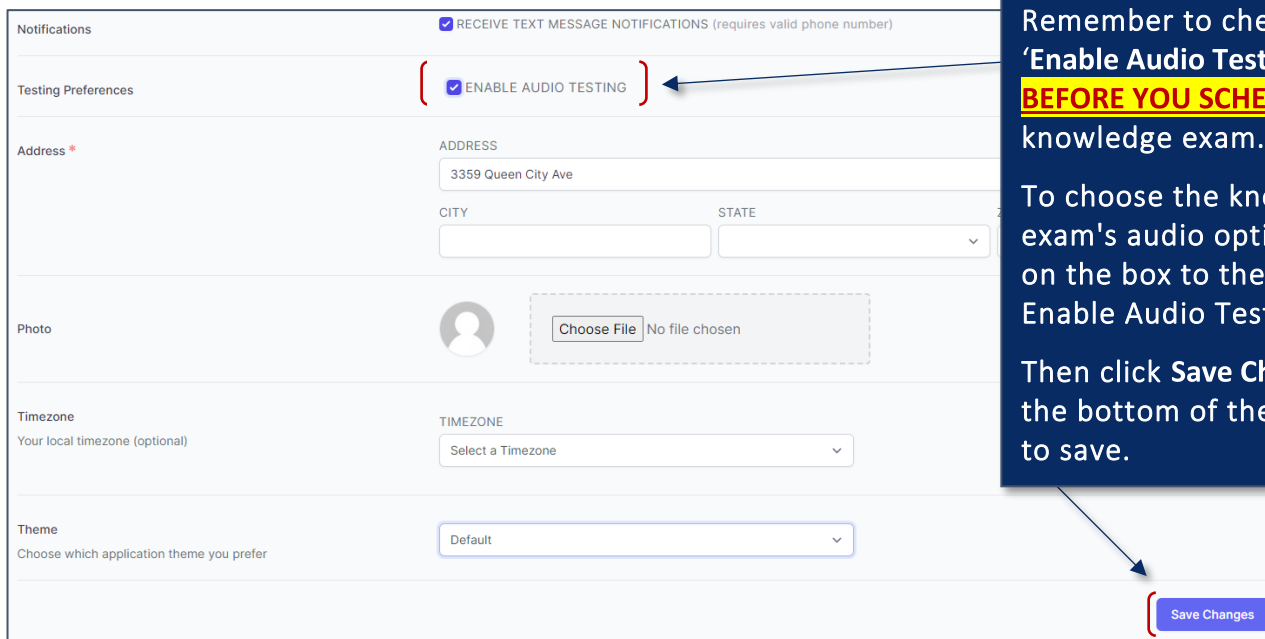 Notifications
RECEIVE TEXT MESSAGE NOTIFICATIONS (requires valid phone number)
Testing Preferences
ENABLE AUDIO TESTING
Address *
ADDRESS
3359 Queen City Ave
CITY
STATE
Photo
Choose File No file chosen
Timezone
Your local timezone (optional)
TIMEZONE
Select a Timezone
Theme
Choose which application theme you prefer
Default
Save Changes
Remember to
‘Enable Audio
BEFORE YOU
knowledge exam.
To choose the
exam's audio
on the box to the
Enable Audio
Then click Save
the bottom of
to save.